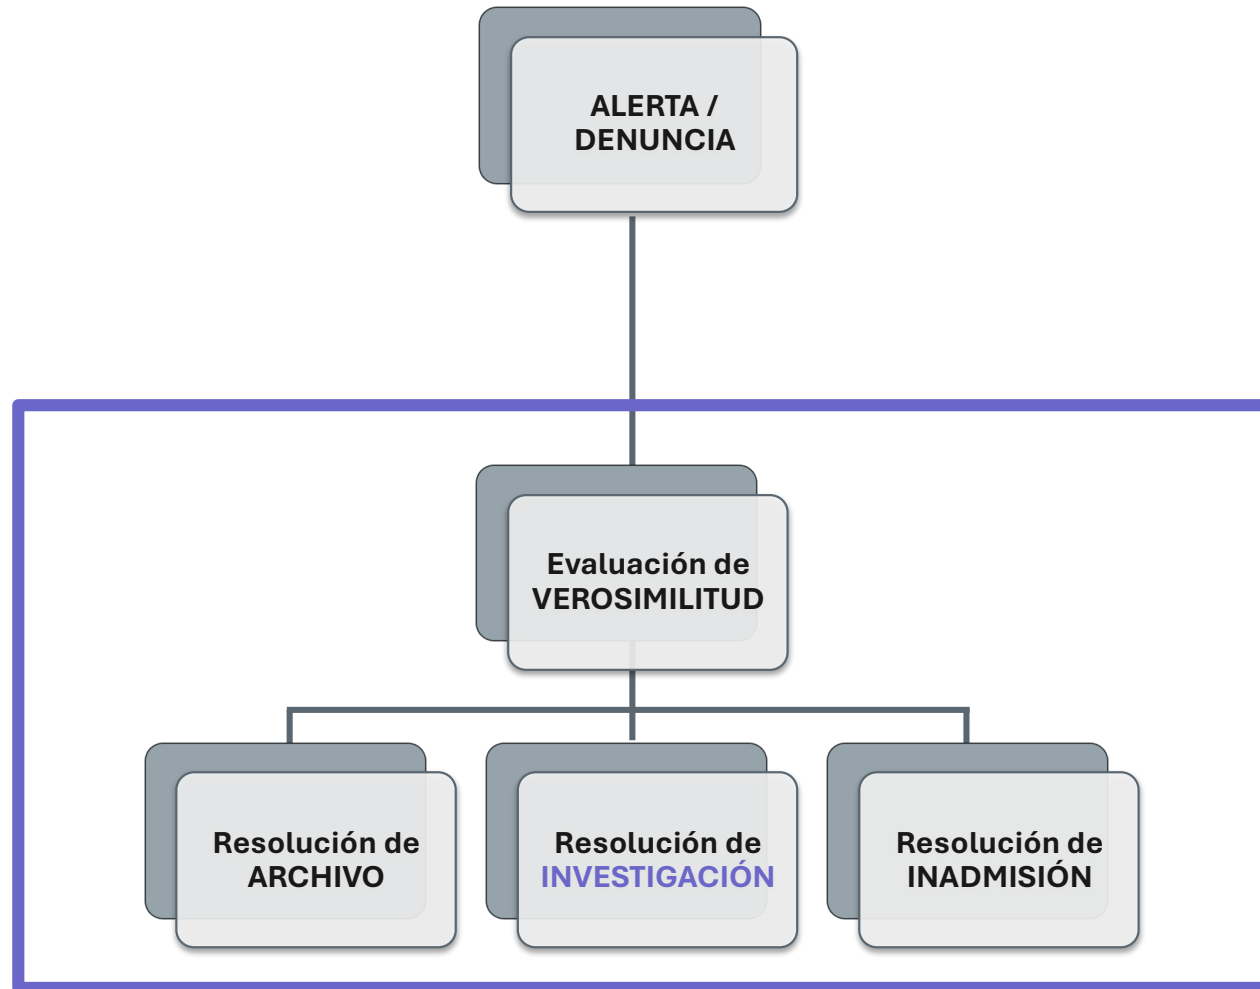 ALERTA /
DENUNCIA
Evaluación de
VEROSIMILITUD
Resolución de
ARCHIVO
Resolución de
INVESTIGACIÓN
Resolución de
INADMISIÓN